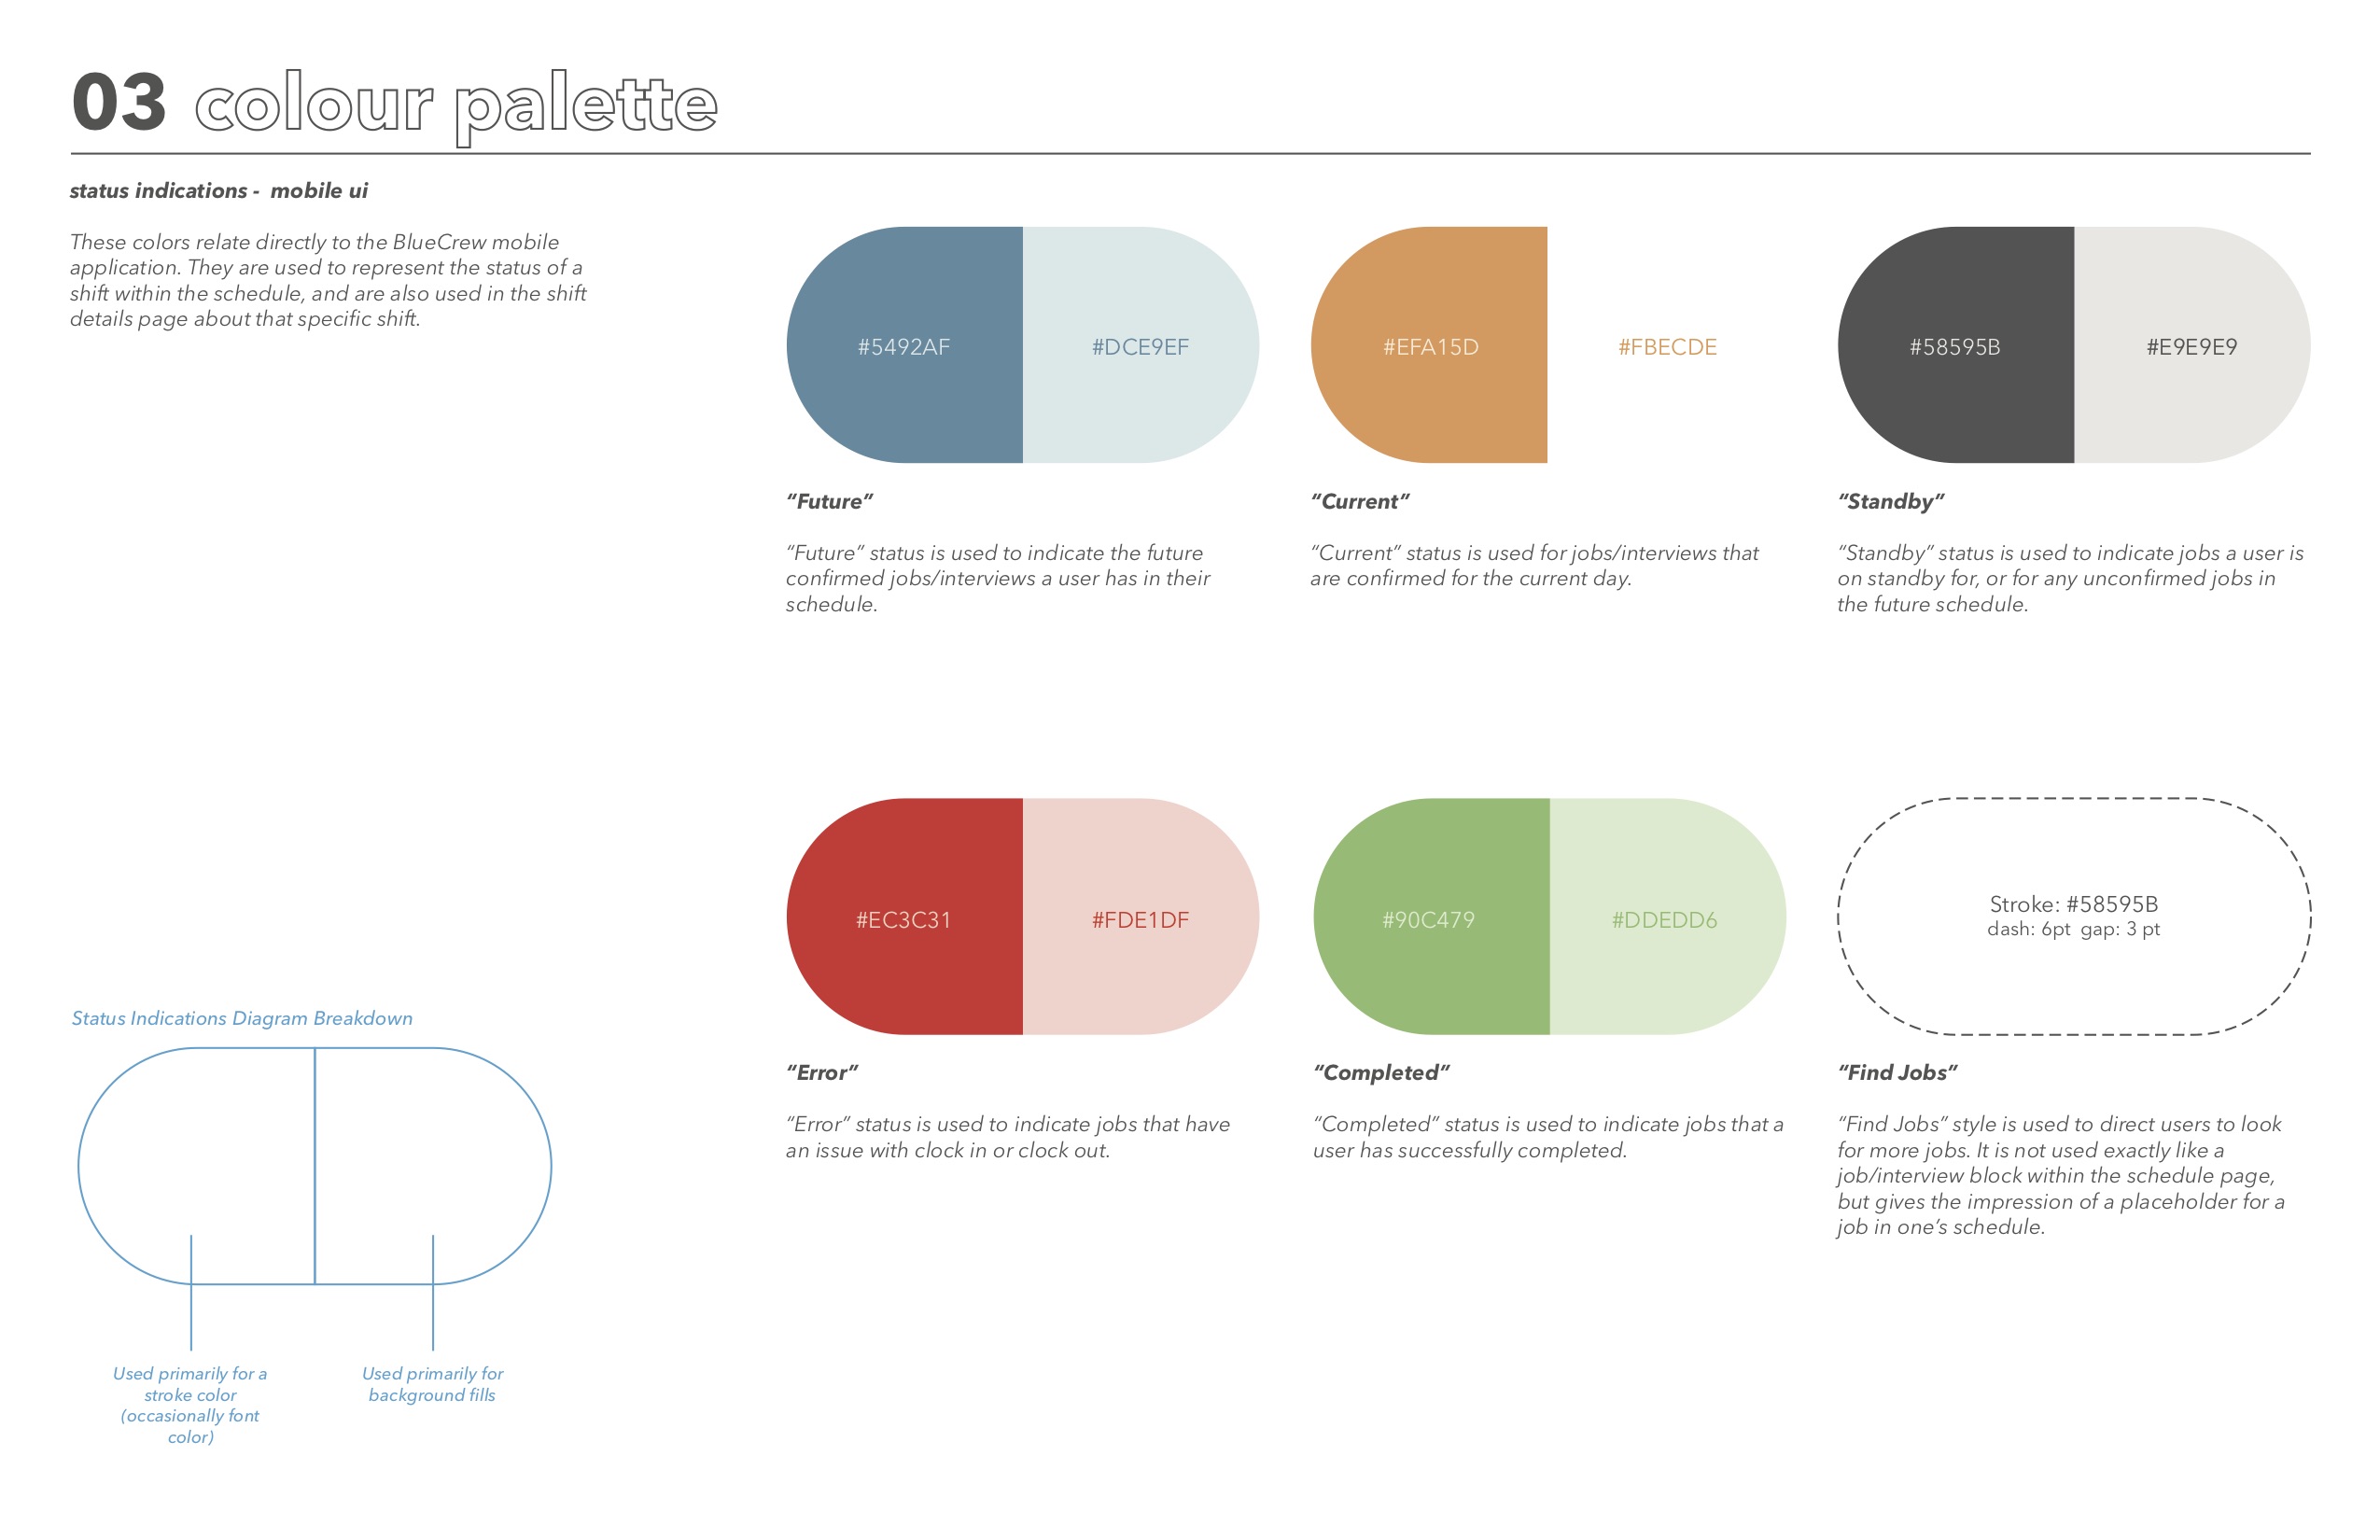 03 colour palette
status indications -  mobile ui
These colors relate directly to the BlueCrew mobile
application. They are used to represent the status of a
shift within the schedule, and are also used in the shift
details page about that specific shift.
#5492AF
#DCE9EF
“Future”
“Future” status is used to indicate the future
confirmed jobs/interviews a user has in their
schedule.
#EFA15D
#FBECDE
“Current”
“Current” status is used for jobs/interviews that
are confirmed for the current day.
#58595B
#E9E9E9
“Standby”
“Standby” status is used to indicate jobs a user is
on standby for, or for any unconfirmed jobs in
the future schedule.
#EC3C31
#FDE1DF
“Error”
“Error” status is used to indicate jobs that have
an issue with clock in or clock out.
#90C479
#DDEDD6
“Completed”
“Completed” status is used to indicate jobs that a
user has successfully completed.
Stroke: #58595B
dash: 6pt  gap: 3 pt
“Find Jobs”
“Find Jobs” style is used to direct users to look
for more jobs. It is not used exactly like a
job/interview block within the schedule page,
but gives the impression of a placeholder for a
job in one’s schedule.
Status Indications Diagram Breakdown
Used primarily for a
stroke color
(occasionally font
color)
Used primarily for
background fills